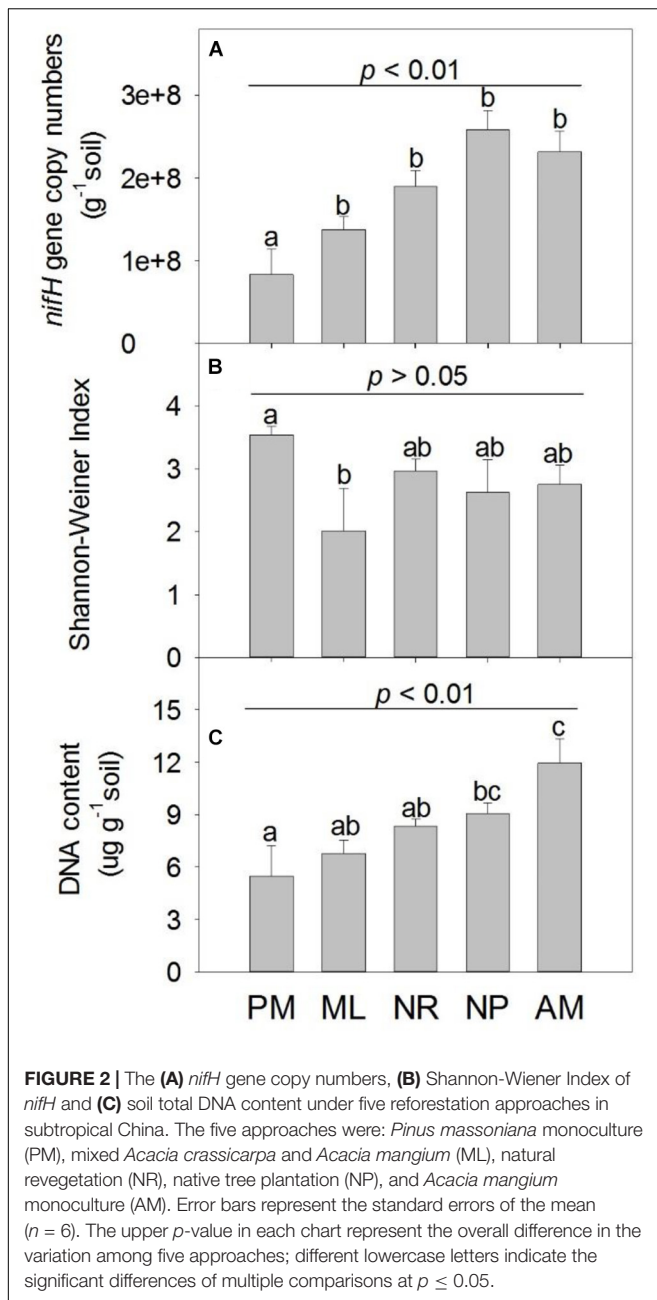 A
p < 0.01
3e+8
2e+8
1e+8
0
nifH gene copy numbers
(g⁻¹soil)
a
b
b
b
b
B
p > 0.05
4
3
2
1
0
Shannon-Weiner Index
a
b
ab
ab
ab
C
p < 0.01
15
12
9
6
3
0
DNA content
(ug g⁻¹soil)
a
ab
ab
bc
c
PM ML NR NP AM
FIGURE 2 | The (A) nifH gene copy numbers, (B) Shannon-Wiener Index of
nifH and (C) soil total DNA content under five reforestation approaches in
subtropical China. The five approaches were: Pinus massoniana monoculture
(PM), mixed Acacia crassicarpa and Acacia mangium (ML), natural
revegetation (NR), native tree plantation (NP), and Acacia mangium
monoculture (AM). Error bars represent the standard errors of the mean
(n = 6). The upper p-value in each chart represent the overall difference in the
variation among five approaches; different lowercase letters indicate the
significant differences of multiple comparisons at p ≤ 0.05.